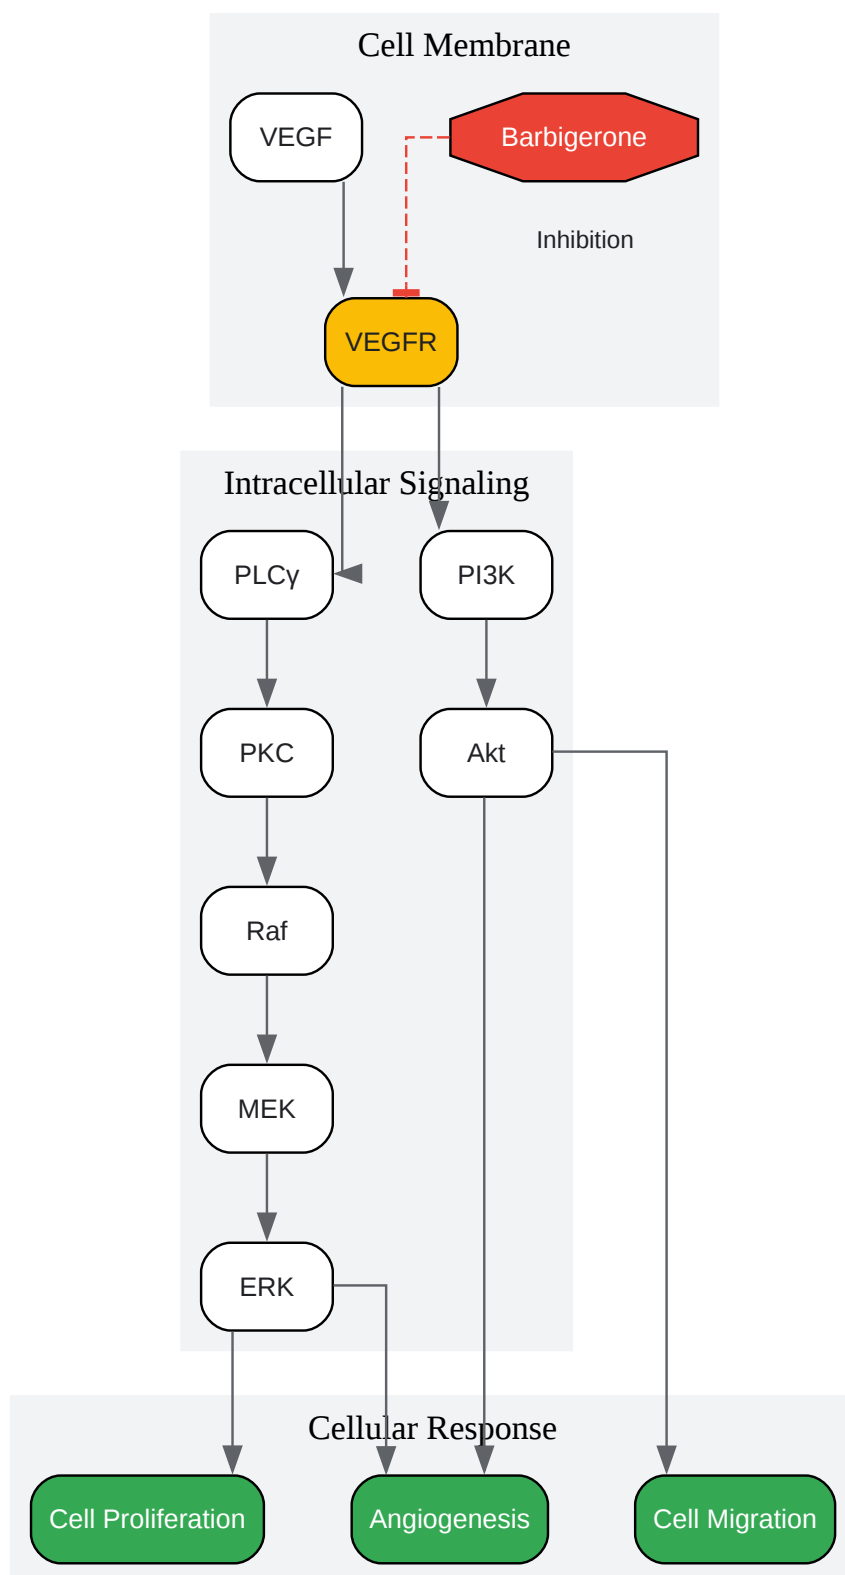 Cell Membrane
VEGF
Barbigerone
Inhibition
VEGFR
Intracellular Signaling
PLCγ
PI3K
PKC
Akt
Raf
MEK
ERK
Cellular Response
Cell Proliferation
Angiogenesis
Cell Migration